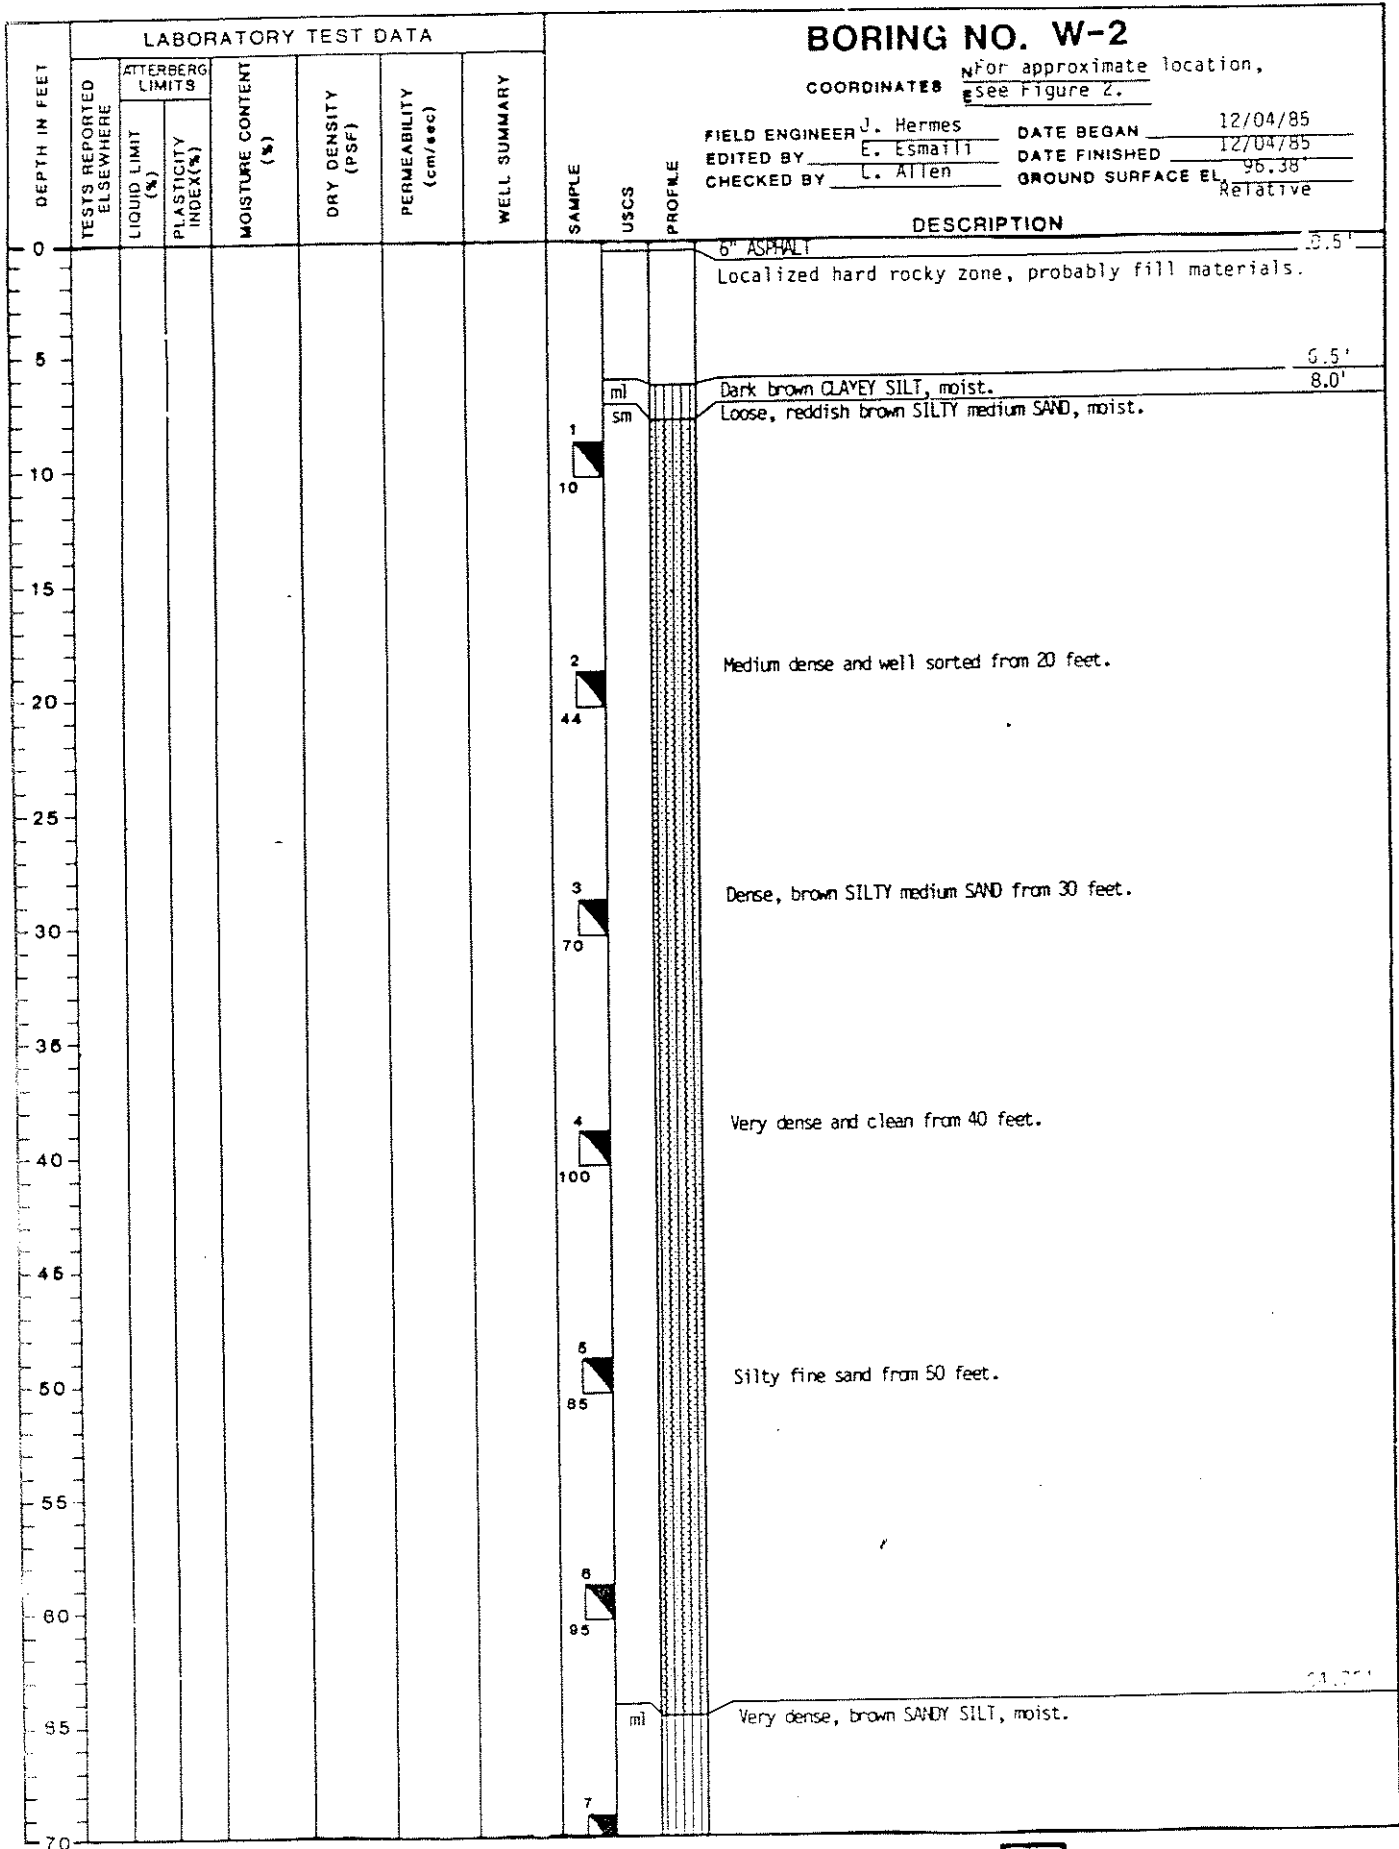 BORING NO. W-2
COORDINATES N For approximate location,
E see Figure 2.
FIELD ENGINEER J. Hermes DATE BEGAN 12/04/85
EDITED BY E. Esmaili DATE FINISHED 12/04/85
CHECKED BY L. Allen GROUND SURFACE EL. 96.38'
Relative
LABORATORY TEST DATA
DEPTH IN FEET
TESTS REPORTED ELSEWHERE
ATTERBERG LIMITS
LIQUID LIMIT (%)
PLASTICITY INDEX(%)
MOISTURE CONTENT (%)
DRY DENSITY (PSF)
PERMEABILITY (cm/sec)
WELL SUMMARY
SAMPLE
USCS
PROFILE
DESCRIPTION
0
6" ASPHALT 0.5'
Localized hard rocky zone, probably fill materials.
5
6.5'
ml Dark brown CLAYEY SILT, moist. 8.0'
sm Loose, reddish brown SILTY medium SAND, moist.
1
10
10
15
2 Medium dense and well sorted from 20 feet.
20
44
25
3 Dense, brown SILTY medium SAND from 30 feet.
30
70
35
4 Very dense and clean from 40 feet.
40
100
45
5
50 Silty fine sand from 50 feet.
85
55
6
60
95
65 ml Very dense, brown SANDY SILT, moist.
7
70